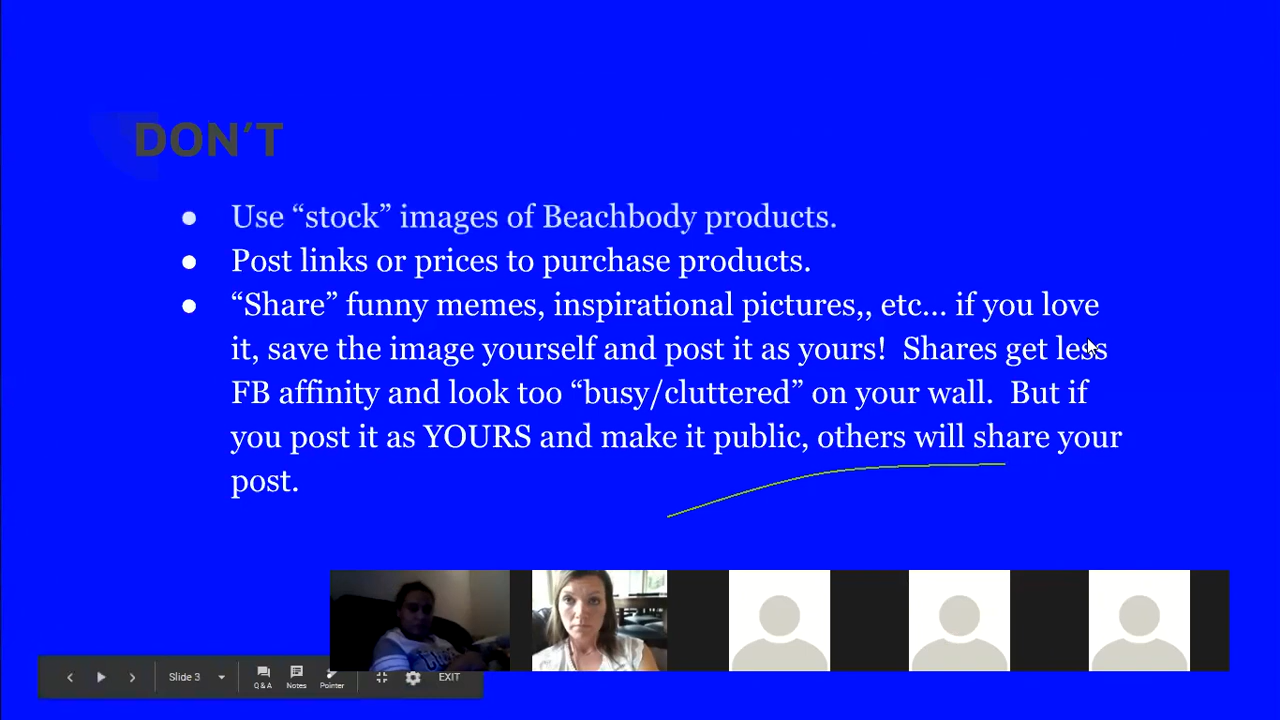 DON’T
● Use “stock” images of Beachbody products.
● Post links or prices to purchase products.
● “Share” funny memes, inspirational pictures,, etc... if you love
it, save the image yourself and post it as yours!  Shares get less
FB affinity and look too “busy/cluttered” on your wall.  But if
you post it as YOURS and make it public, others will share your
post.
Slide 3
Q & A
Notes
Pointer
EXIT